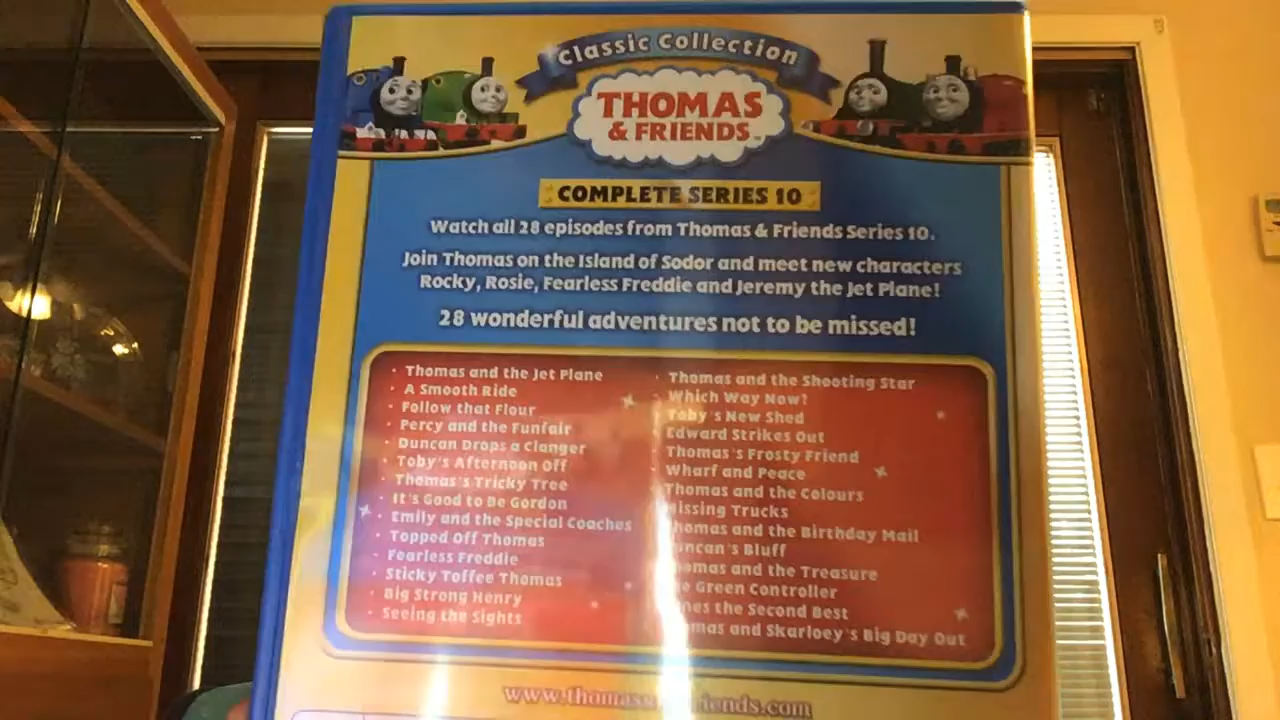 Classic Collection
THOMAS
& FRIENDS™
COMPLETE SERIES 10
Watch all 28 episodes from Thomas & Friends Series 10.
Join Thomas on the Island of Sodor and meet new characters
Rocky, Rosie, Fearless Freddie and Jeremy the Jet Plane!
28 wonderful adventures not to be missed!
• Thomas and the Jet Plane
• A Smooth Ride
• Follow that Flour
• Percy and the Funfair
• Duncan Drops a Clanger
• Toby's Afternoon Off
• Thomas's Tricky Tree
• It's Good to Be Gordon
• Emily and the Special Coaches
• Topped Off Thomas
• Fearless Freddie
• Sticky Toffee Thomas
• Big Strong Henry
• Seeing the Sights
• Thomas and the Shooting Star
• Which Way Now?
Toby's New Shed
Edward Strikes Out
Thomas's Frosty Friend
• Wharf and Peace
Thomas and the Colours
Missing Trucks
Thomas and the Birthday Mail
Bluff
and the Treasure
Green Controller
the Second Best
and Skarloey's Big Day Out